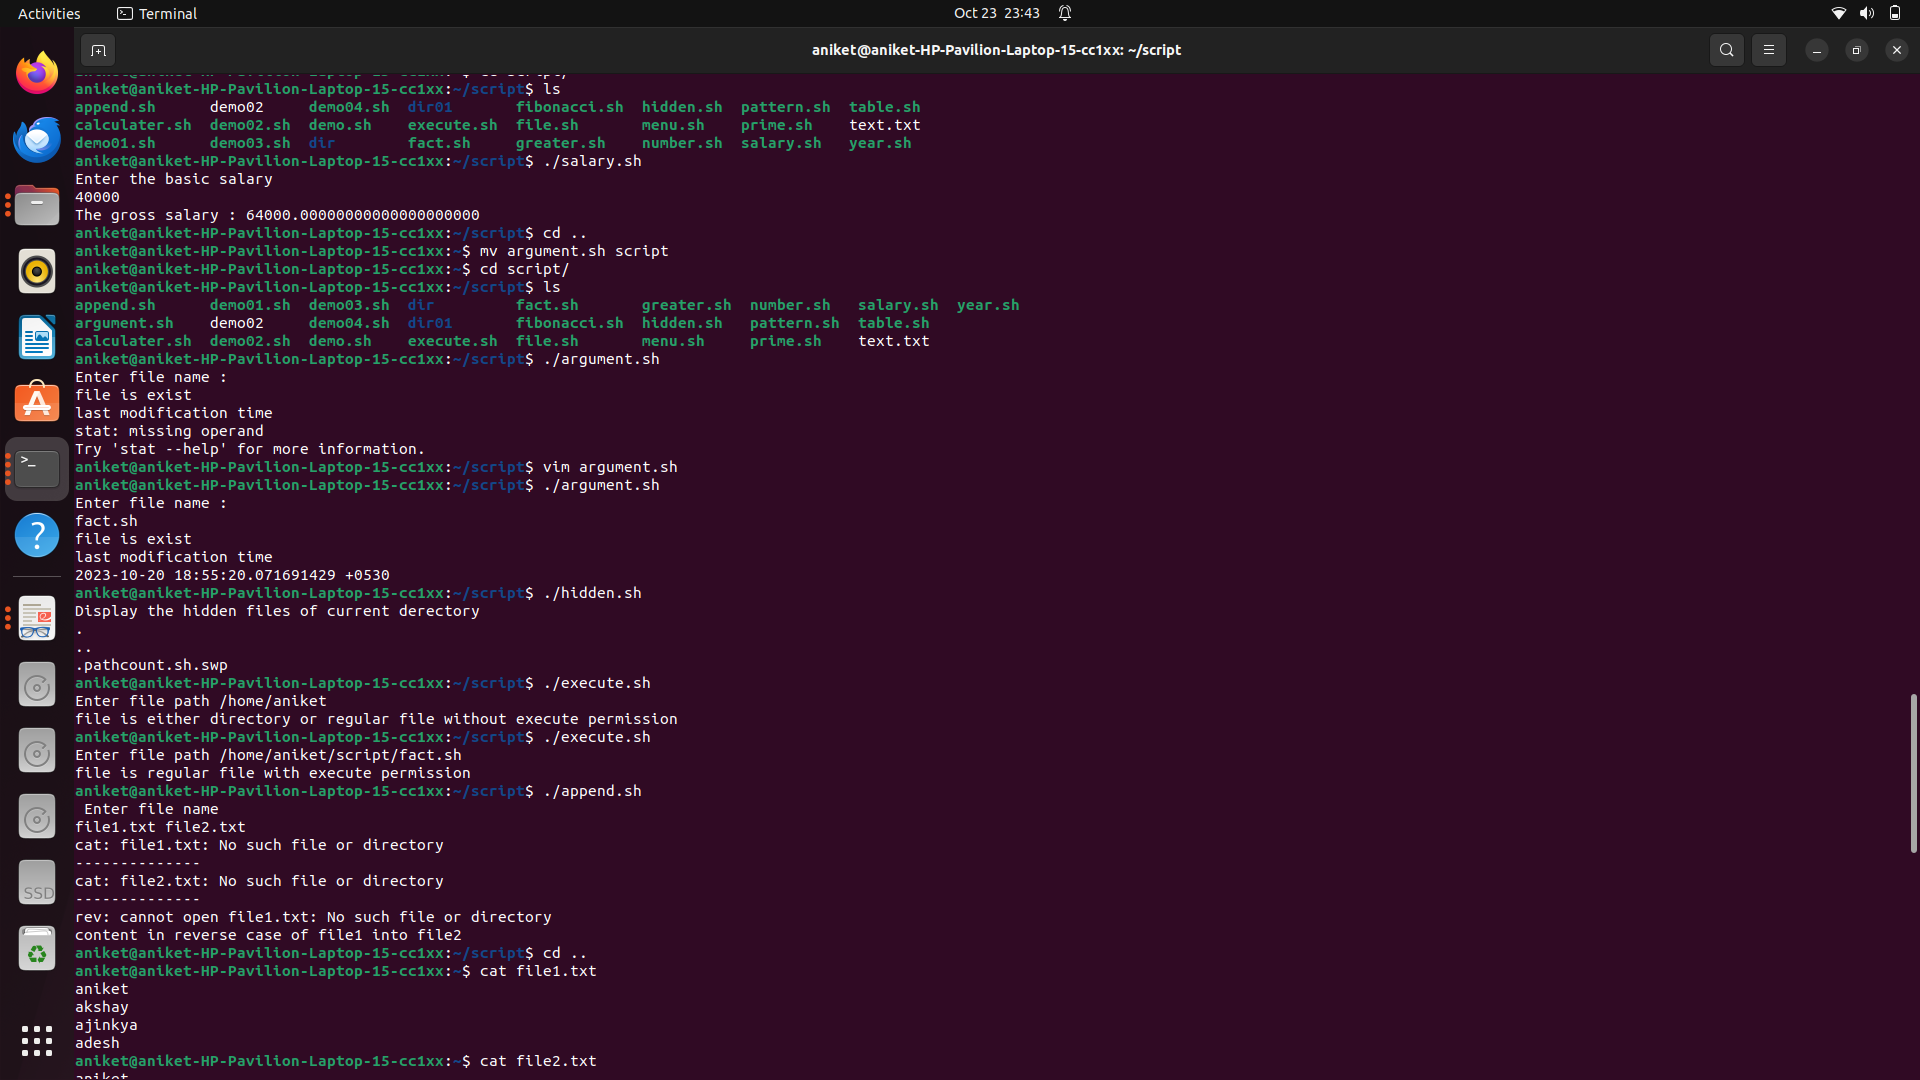 Activities
Terminal
Oct 23 23:43
aniket@aniket-HP-Pavilion-Laptop-15-cc1xx: ~/script
aniket@aniket-HP-Pavilion-Laptop-15-cc1xx:~/script$ ls
append.sh demo02 demo04.sh dir01 fibonacci.sh hidden.sh pattern.sh table.sh
calculater.sh demo02.sh demo.sh execute.sh file.sh menu.sh prime.sh text.txt
demo01.sh demo03.sh dir fact.sh greater.sh number.sh salary.sh year.sh
aniket@aniket-HP-Pavilion-Laptop-15-cc1xx:~/script$ ./salary.sh
Enter the basic salary
40000
The gross salary : 64000.00000000000000000000
aniket@aniket-HP-Pavilion-Laptop-15-cc1xx:~/script$ cd ..
aniket@aniket-HP-Pavilion-Laptop-15-cc1xx:~$ mv argument.sh script
aniket@aniket-HP-Pavilion-Laptop-15-cc1xx:~$ cd script/
aniket@aniket-HP-Pavilion-Laptop-15-cc1xx:~/script$ ls
append.sh demo01.sh demo03.sh dir fact.sh greater.sh number.sh salary.sh year.sh
argument.sh demo02 demo04.sh dir01 fibonacci.sh hidden.sh pattern.sh table.sh
calculater.sh demo02.sh demo.sh execute.sh file.sh menu.sh prime.sh text.txt
aniket@aniket-HP-Pavilion-Laptop-15-cc1xx:~/script$ ./argument.sh
Enter file name :
file is exist
last modification time
stat: missing operand
Try 'stat --help' for more information.
aniket@aniket-HP-Pavilion-Laptop-15-cc1xx:~/script$ vim argument.sh
aniket@aniket-HP-Pavilion-Laptop-15-cc1xx:~/script$ ./argument.sh
Enter file name :
fact.sh
file is exist
last modification time
2023-10-20 18:55:20.071691429 +0530
aniket@aniket-HP-Pavilion-Laptop-15-cc1xx:~/script$ ./hidden.sh
Display the hidden files of current derectory
.
..
.pathcount.sh.swp
aniket@aniket-HP-Pavilion-Laptop-15-cc1xx:~/script$ ./execute.sh
Enter file path /home/aniket
file is either directory or regular file without execute permission
aniket@aniket-HP-Pavilion-Laptop-15-cc1xx:~/script$ ./execute.sh
Enter file path /home/aniket/script/fact.sh
file is regular file with execute permission
aniket@aniket-HP-Pavilion-Laptop-15-cc1xx:~/script$ ./append.sh
Enter file name
file1.txt file2.txt
cat: file1.txt: No such file or directory
--------------
cat: file2.txt: No such file or directory
--------------
rev: cannot open file1.txt: No such file or directory
content in reverse case of file1 into file2
aniket@aniket-HP-Pavilion-Laptop-15-cc1xx:~/script$ cd ..
aniket@aniket-HP-Pavilion-Laptop-15-cc1xx:~$ cat file1.txt
aniket
akshay
ajinkya
adesh
aniket@aniket-HP-Pavilion-Laptop-15-cc1xx:~$ cat file2.txt
aniket
SSD